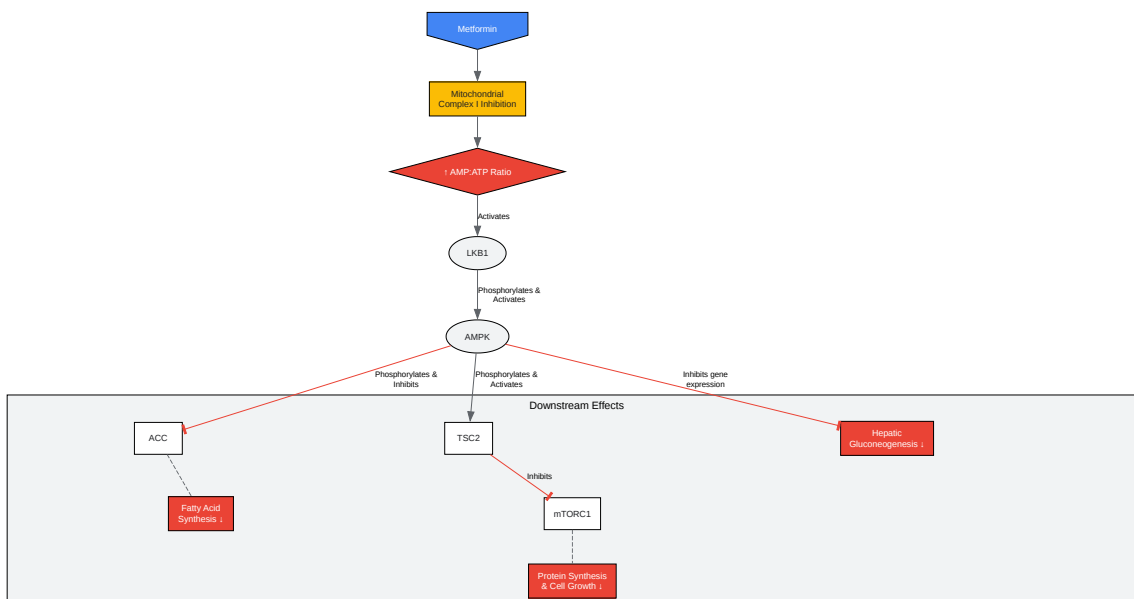 Metformin
Mitochondrial
Complex I Inhibition
↑ AMP:ATP Ratio
Activates
LKB1
Phosphorylates &
Activates
AMPK
Phosphorylates &
Inhibits
Phosphorylates &
Activates
Inhibits gene
expression
Downstream Effects
ACC
TSC2
Hepatic
Gluconeogenesis ↓
Inhibits
Fatty Acid
Synthesis ↓
mTORC1
Protein Synthesis
& Cell Growth ↓